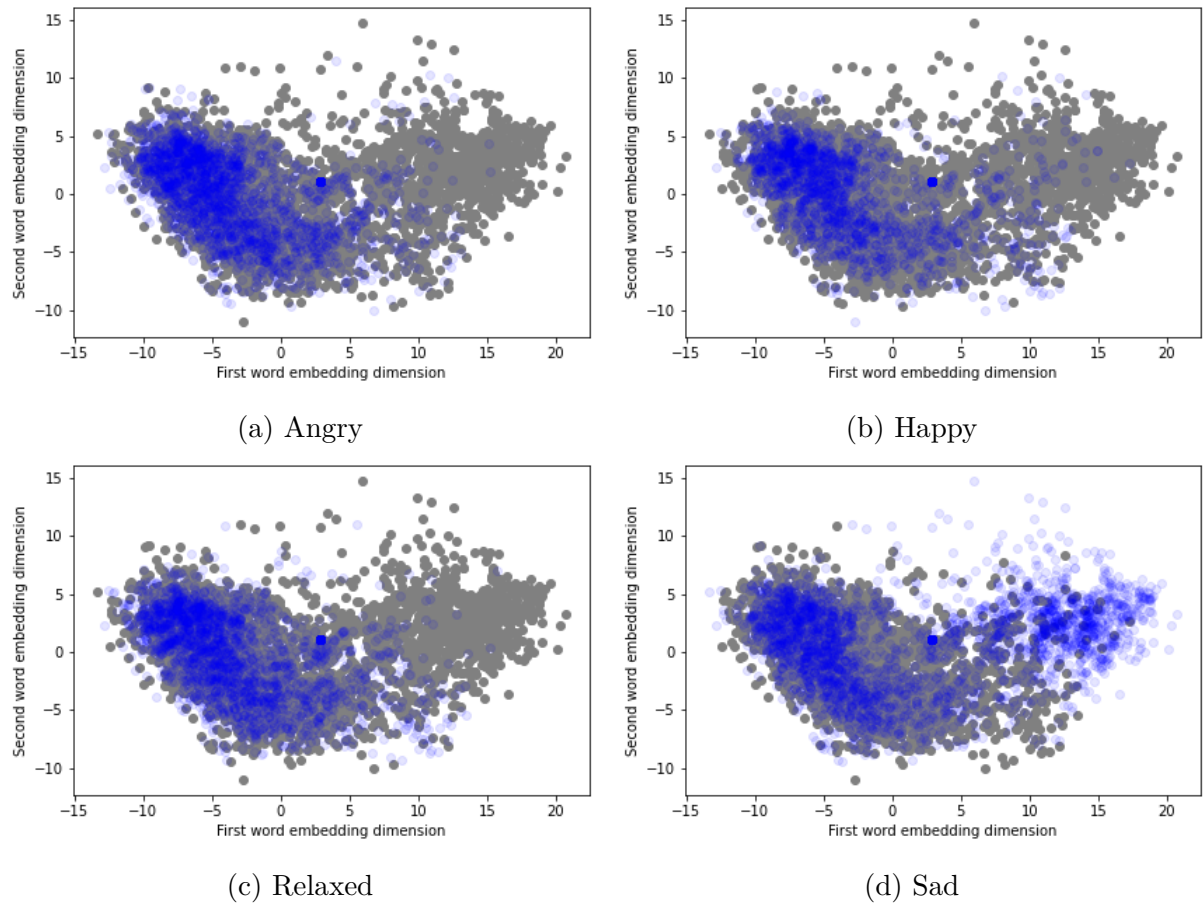 15
10
5
0
−5
−10
Second word embedding dimension
−15 −10 −5 0 5 10 15 20
First word embedding dimension
(a) Angry
15
10
5
0
−5
−10
Second word embedding dimension
−15 −10 −5 0 5 10 15 20
First word embedding dimension
(b) Happy
15
10
5
0
−5
−10
Second word embedding dimension
−15 −10 −5 0 5 10 15 20
First word embedding dimension
(c) Relaxed
15
10
5
0
−5
−10
Second word embedding dimension
−15 −10 −5 0 5 10 15 20
First word embedding dimension
(d) Sad